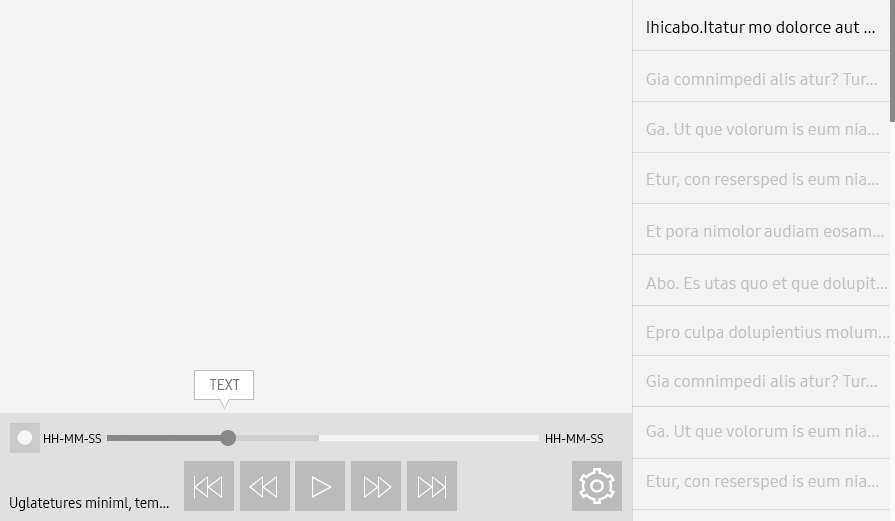 Ihicabo.Itatur mo dolorce aut ...
Gia comnimpedi alis atur? Tur...
Ga. Ut que volorum is eum nia...
Etur, con resersped is eum nia...
Et pora nimolor audiam eosam...
Abo. Es utas quo et que dolupit...
Epro culpa dolupientius molum...
Gia comnimpedi alis atur? Tur...
Ga. Ut que volorum is eum nia...
Etur, con resersped is eum nia...
TEXT
HH-MM-SS
HH-MM-SS
Uglatetures miniml, tem...